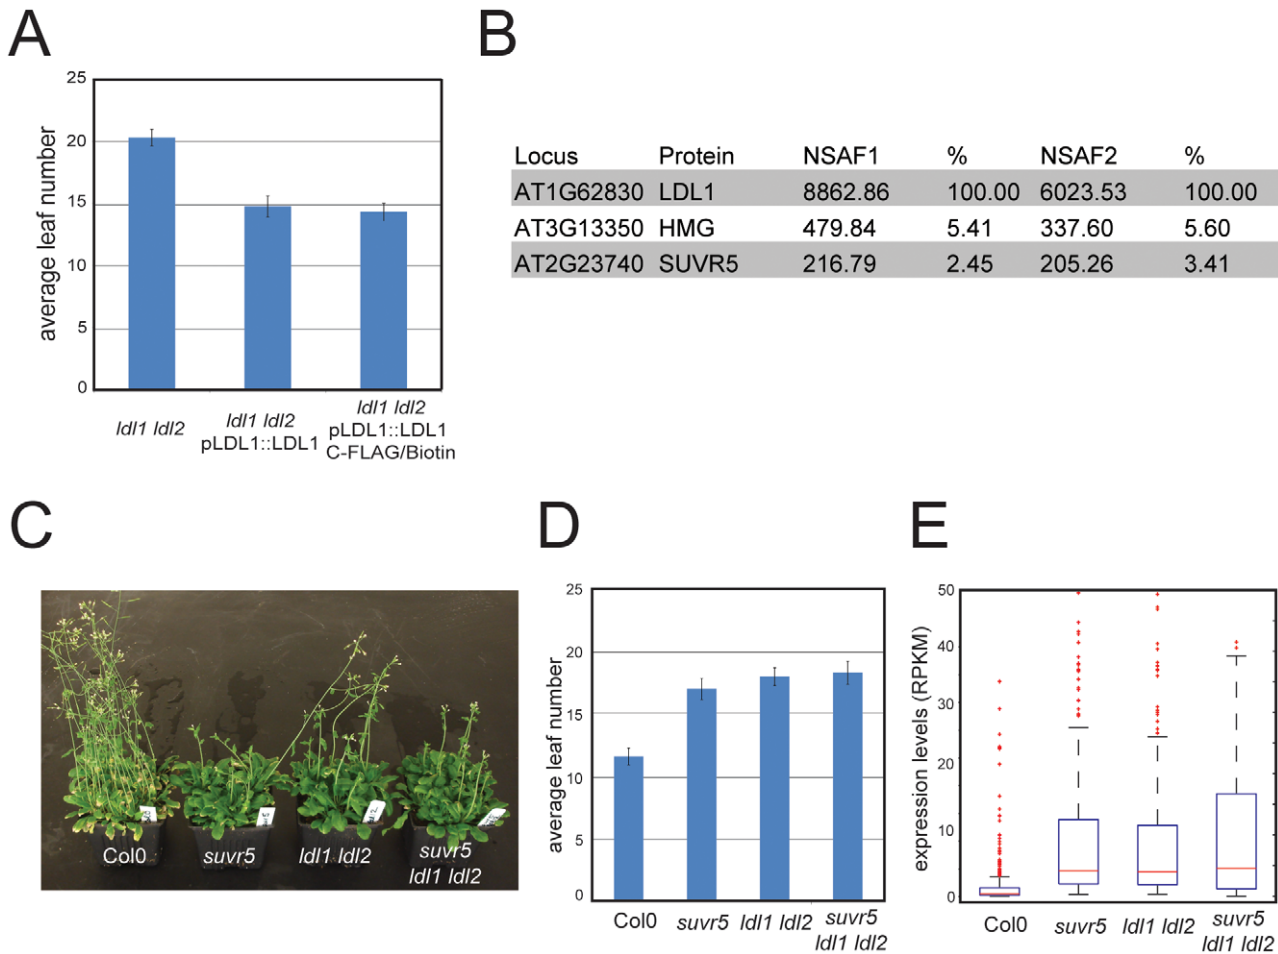 A
B
25
20
15
10
5
0
average leaf number
ldl1 ldl2
ldl1 ldl2
pLDL1::LDL1
ldl1 ldl2
pLDL1::LDL1
C-FLAG/Biotin
Locus Protein NSAF1 % NSAF2 %
AT1G62830 LDL1 8862.86 100.00 6023.53 100.00
AT3G13350 HMG 479.84 5.41 337.60 5.60
AT2G23740 SUVR5 216.79 2.45 205.26 3.41
C
D
E
Col0
suvr5
ldl1 ldl2
suvr5
ldl1 ldl2
25
20
15
10
5
0
average leaf number
Col0
suvr5
ldl1 ldl2
suvr5
ldl1 ldl2
50
40
30
20
10
0
expression levels (RPKM)
Col0
suvr5
ldl1 ldl2
suvr5
ldl1 ldl2